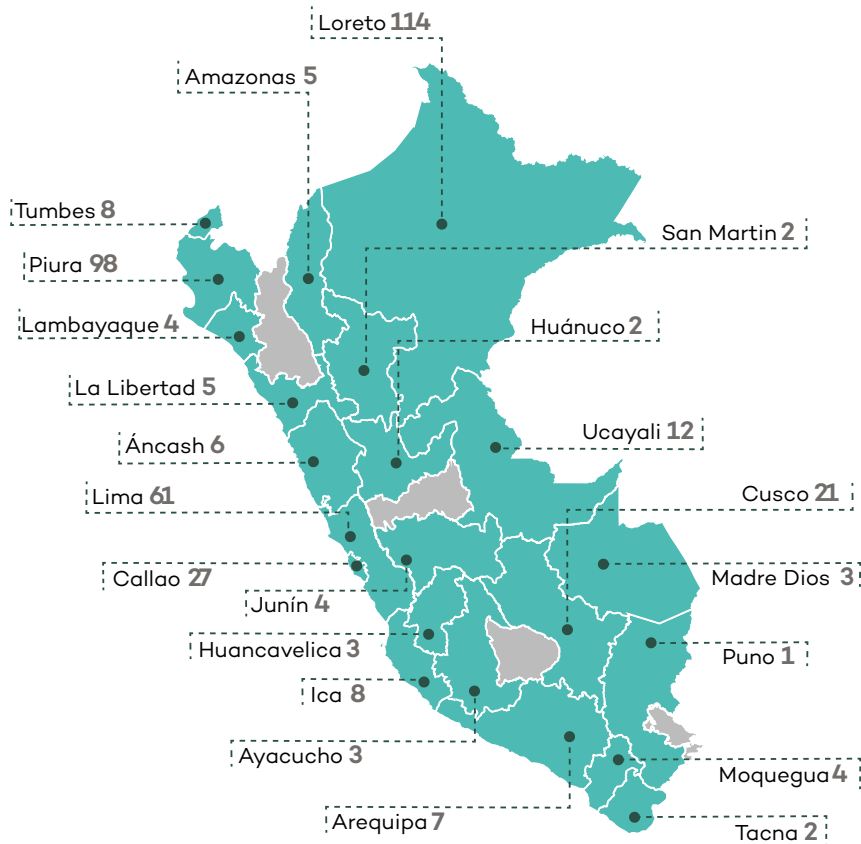 Loreto 114
Amazonas 5
Tumbes 8
San Martin 2
Piura 98
Lambayaque 4
Huánuco 2
La Libertad 5
Áncash 6
Ucayali 12
Lima 61
Cusco 21
Callao 27
Madre Dios 3
Junín 4
Huancavelica 3
Puno 1
Ica 8
Ayacucho 3
Moquegua 4
Arequipa 7
Tacna 2